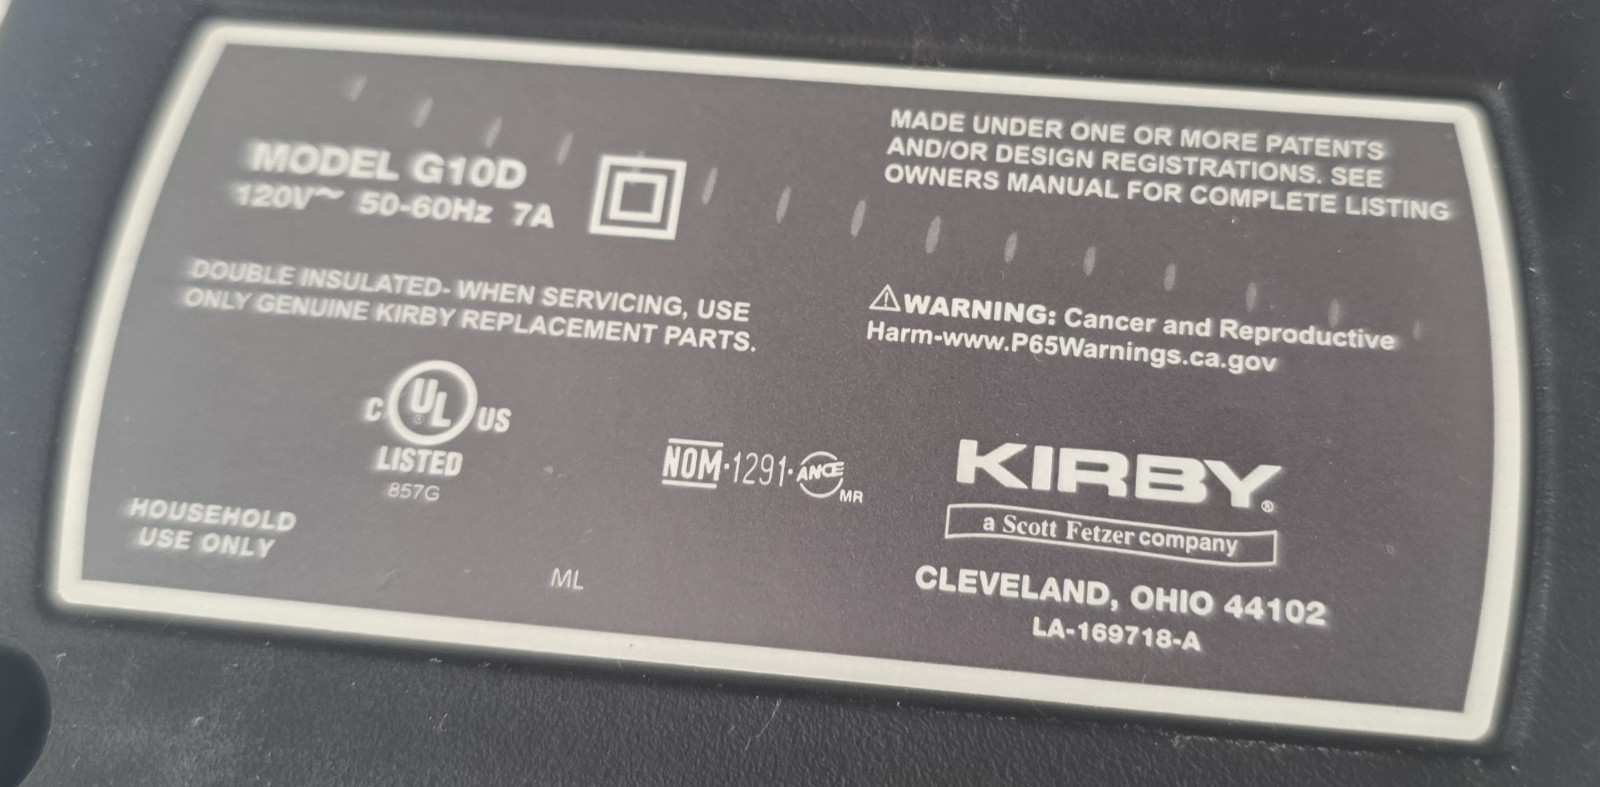 MODEL G10D
120V~ 50-60Hz 7A
DOUBLE INSULATED- WHEN SERVICING, USE
ONLY GENUINE KIRBY REPLACEMENT PARTS.
C UL® US
LISTED
857G
HOUSEHOLD
USE ONLY
ML
MADE UNDER ONE OR MORE PATENTS
AND/OR DESIGN REGISTRATIONS. SEE
OWNERS MANUAL FOR COMPLETE LISTING
⚠WARNING: Cancer and Reproductive
Harm-www.P65Warnings.ca.gov
NOM·1291·ANCE MR
KIRBY®
a Scott Fetzer company
CLEVELAND, OHIO 44102
LA-169718-A